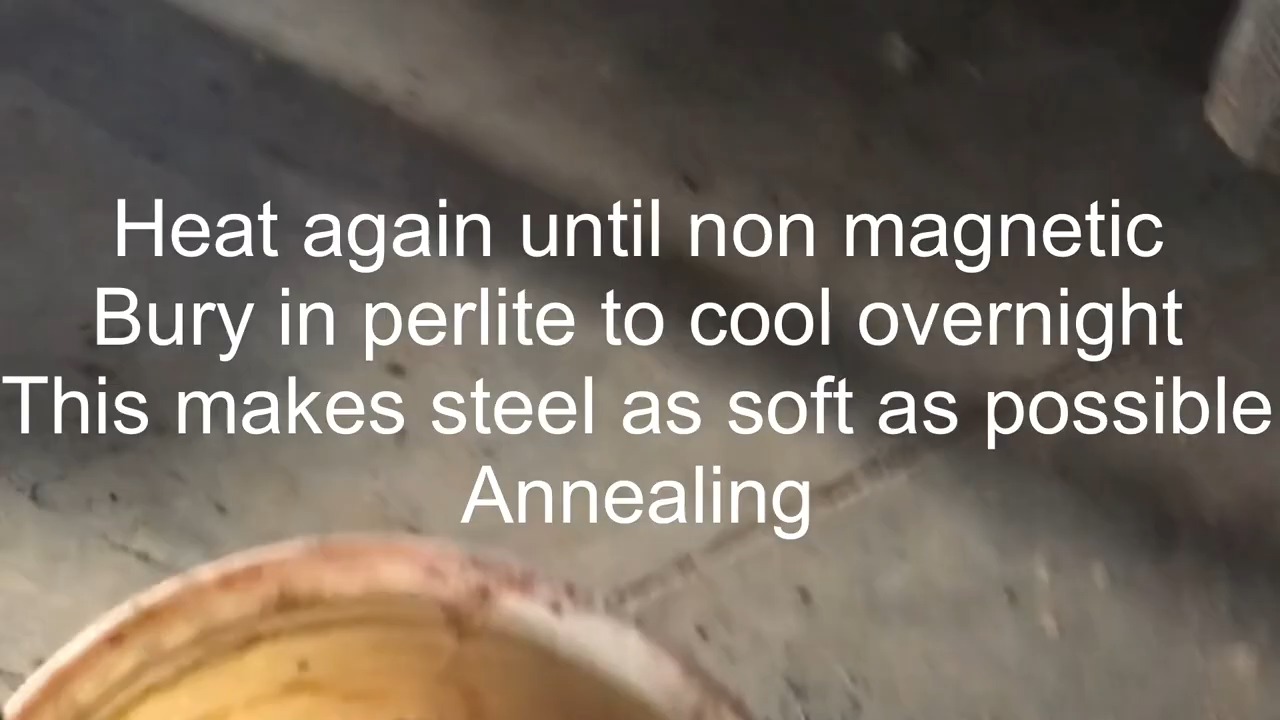 Heat again until non magnetic
Bury in perlite to cool overnight
This makes steel as soft as possible
Annealing